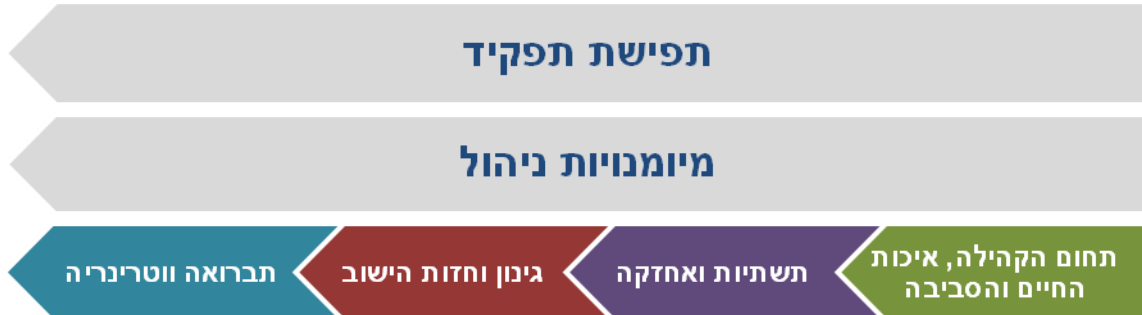 תפישת תפקיד
מיומנויות ניהול
תחום הקהילה, איכות
החיים והסביבה
תשתיות ואחזקה
גינון וחזות הישוב
תברואה ווטרינריה